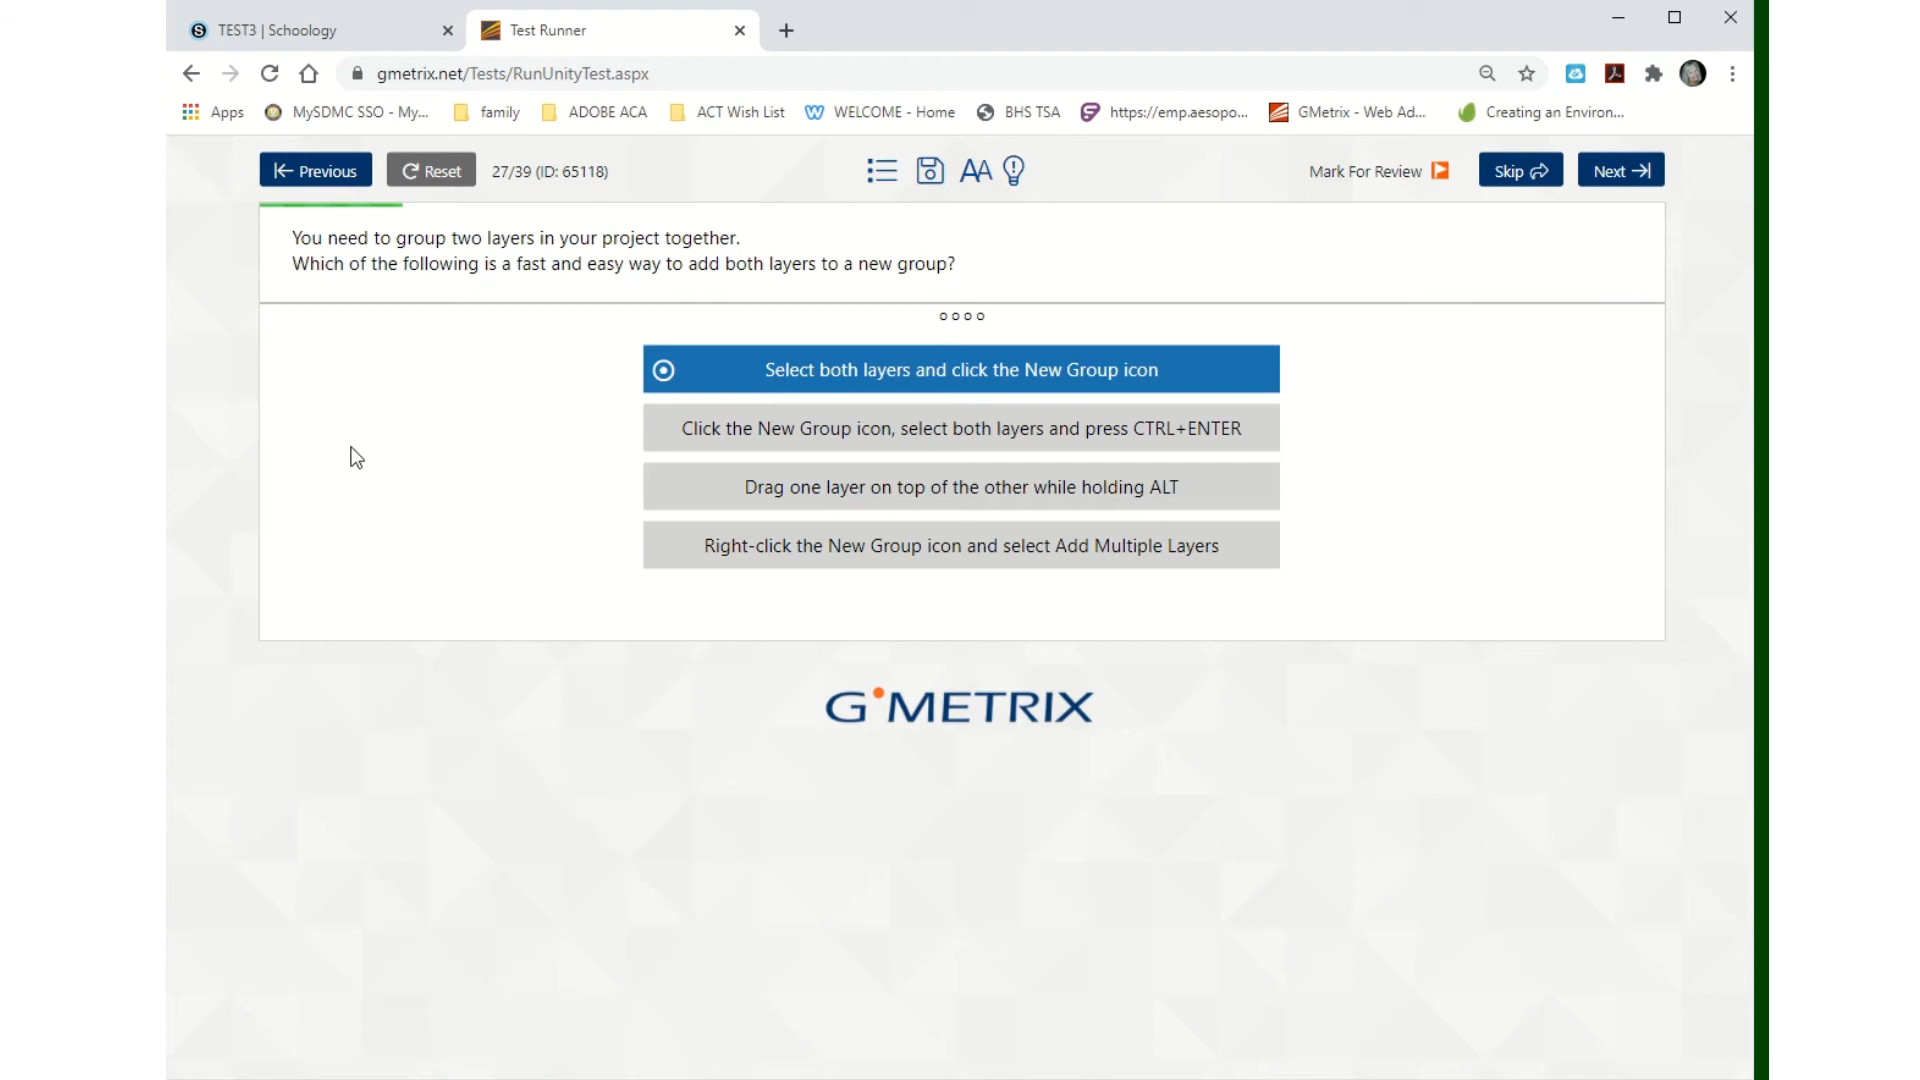 TEST3 | Schoology
Test Runner
gmetrix.net/Tests/RunUnityTest.aspx
Apps
MySDMC SSO - My...
family
ADOBE ACA
ACT Wish List
WELCOME - Home
BHS TSA
https://emp.aesopo...
GMetrix - Web Ad...
Creating an Environ...
Previous
Reset
27/39 (ID: 65118)
AA
Mark For Review
Skip
Next
You need to group two layers in your project together.
Which of the following is a fast and easy way to add both layers to a new group?
Select both layers and click the New Group icon
Click the New Group icon, select both layers and press CTRL+ENTER
Drag one layer on top of the other while holding ALT
Right-click the New Group icon and select Add Multiple Layers
GMETRIX